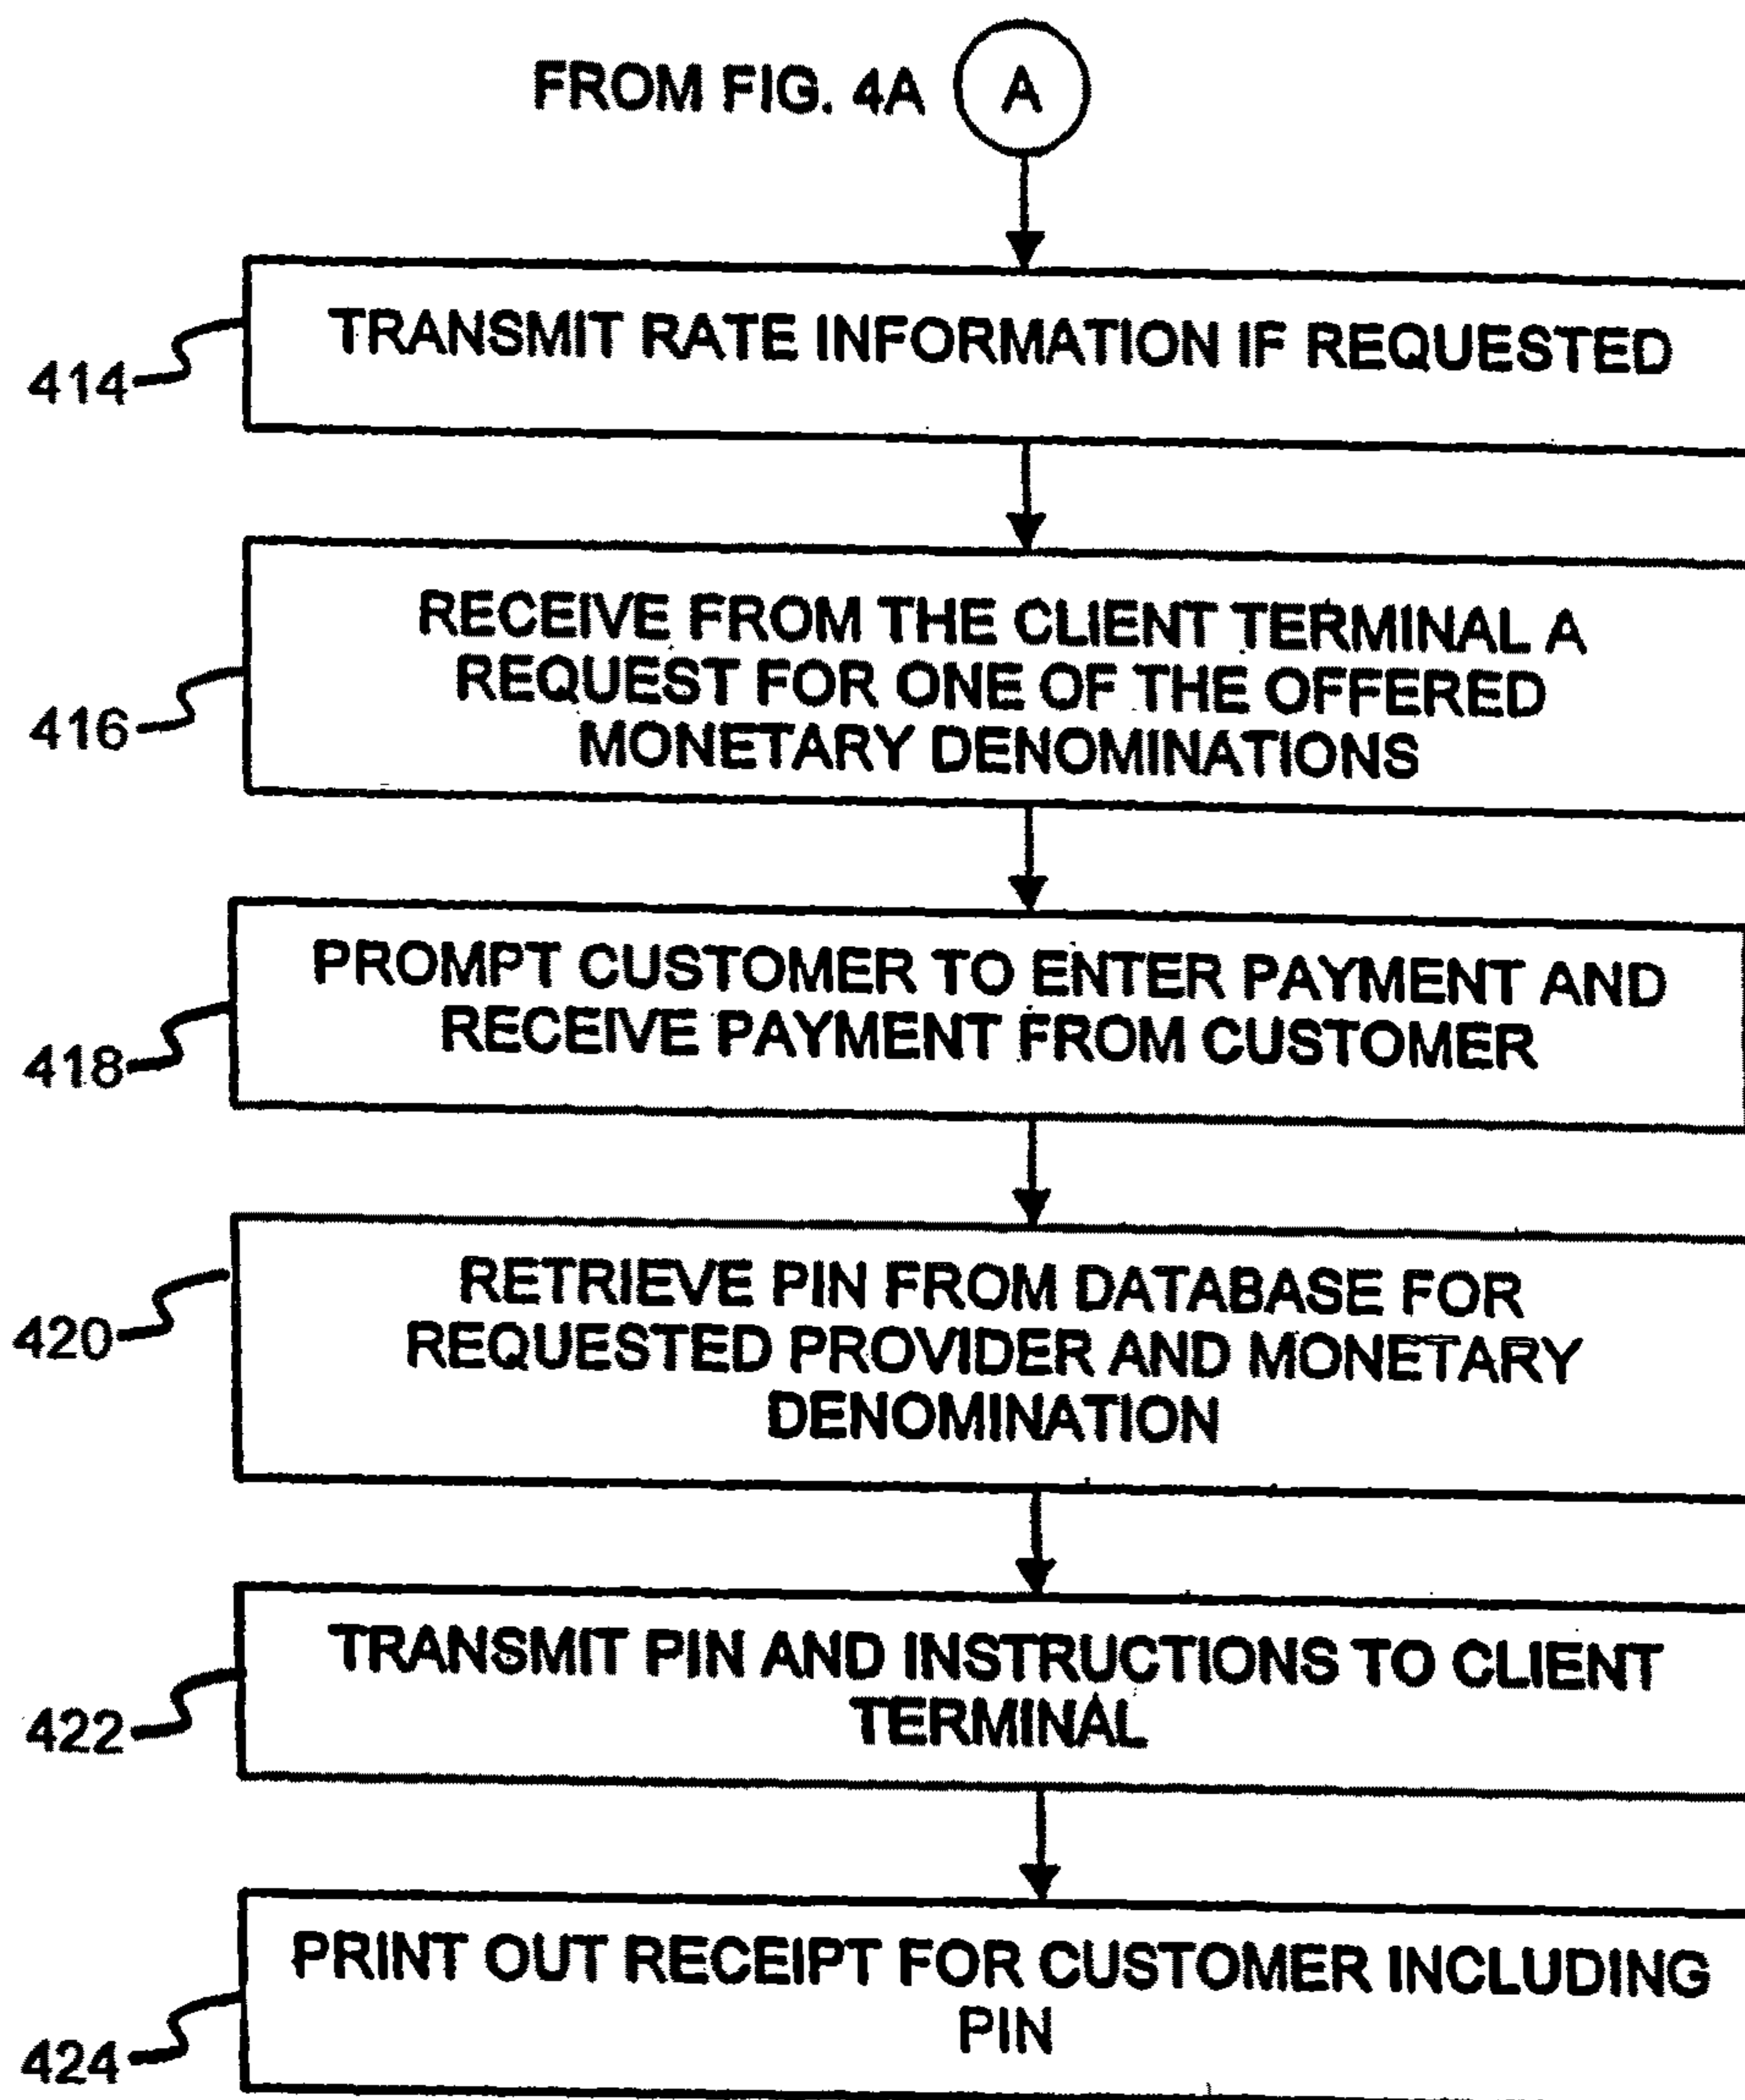 FROM FIG. 4A A
TRANSMIT RATE INFORMATION IF REQUESTED
414
RECEIVE FROM THE CLIENT TERMINAL A
REQUEST FOR ONE OF THE OFFERED
MONETARY DENOMINATIONS
416
PROMPT CUSTOMER TO ENTER PAYMENT AND
RECEIVE PAYMENT FROM CUSTOMER
418
RETRIEVE PIN FROM DATABASE FOR
REQUESTED PROVIDER AND MONETARY
DENOMINATION
420
TRANSMIT PIN AND INSTRUCTIONS TO CLIENT
TERMINAL
422
PRINT OUT RECEIPT FOR CUSTOMER INCLUDING
PIN
424